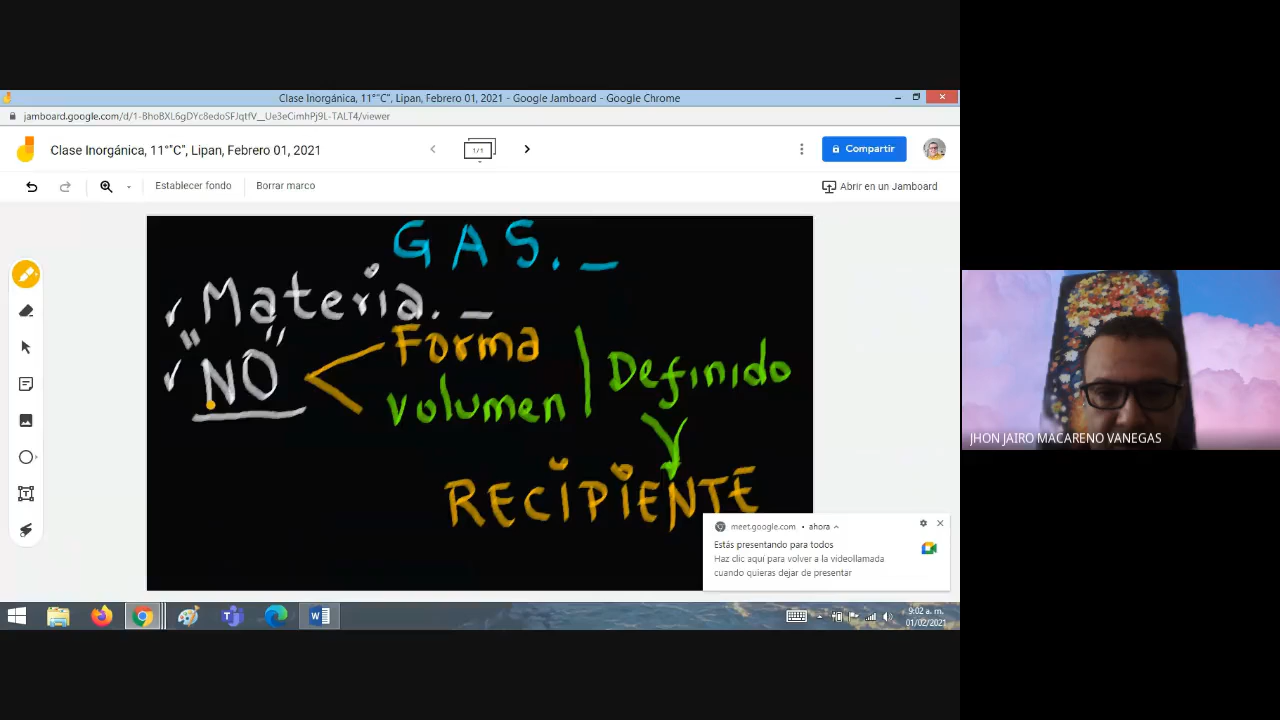 Clase Inorgánica, 11°"C", Lipan, Febrero 01, 2021 - Google Jamboard - Google Chrome
Clase Inorgánica, 11°"C", Lipan, Febrero 01, 2021
1/1
Compartir
Establecer fondo
Borrar marco
Abrir en un Jamboard
GAS. _
✓ Materia. _
✓ "NO" < Forma
Volumen | Definido
RECIPIENTE
JHON JAIRO MACARENO VANEGAS
meet.google.com • ahora
Estás presentando para todos
Haz clic aquí para volver a la videollamada
cuando quieras dejar de presentar
9:02 a. m.
01/02/2021